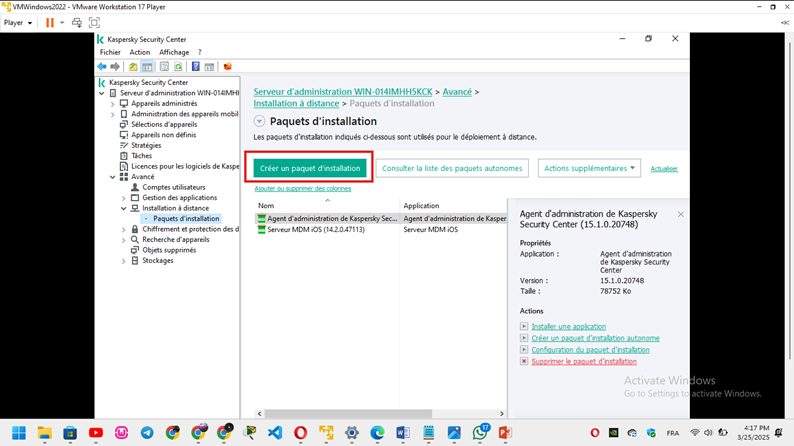 VMWindows2022 - VMware Workstation 17 Player
Player
Kaspersky Security Center
Fichier Action Affichage ?
Kaspersky Security Center
Serveur d'administration WIN-014IMHH5KCK
Appareils administrés
Administration des appareils mobil
Sélections d'appareils
Appareils non définis
Stratégies
Tâches
Licences pour les logiciels de Kaspe
Avancé
Comptes utilisateurs
Gestion des applications
Installation à distance
Paquets d'installation
Chiffrement et protection des d
Recherche d'appareils
Objets supprimés
Stockages
Serveur d'administration WIN-014IMHH5KCK > Avancé >
Installation à distance > Paquets d'installation
Paquets d'installation
Les paquets d'installation indiqués ci-dessous sont utilisés pour le déploiement à distance.
Créer un paquet d'installation Consulter la liste des paquets autonomes Actions supplémentaires Actualiser
Ajouter ou supprimer des colonnes
Nom Application
Agent d'administration de Kaspersky Sec... Agent d'administration de Kasper
Serveur MDM iOS (14.2.0.47113) Serveur MDM iOS
Agent d'administration de Kaspersky
Security Center (15.1.0.20748)
Propriétés
Application : Agent d'administration
de Kaspersky Security
Center
Version : 15.1.0.20748
Taille : 78752 Ko
Actions
Installer une application
Créer un paquet d'installation autonome
Configuration du paquet d'installation
Supprimer le paquet d'installation
Activate Windows
Go to Settings to activate Windows.
17
FRA
4:17 PM
3/25/2025